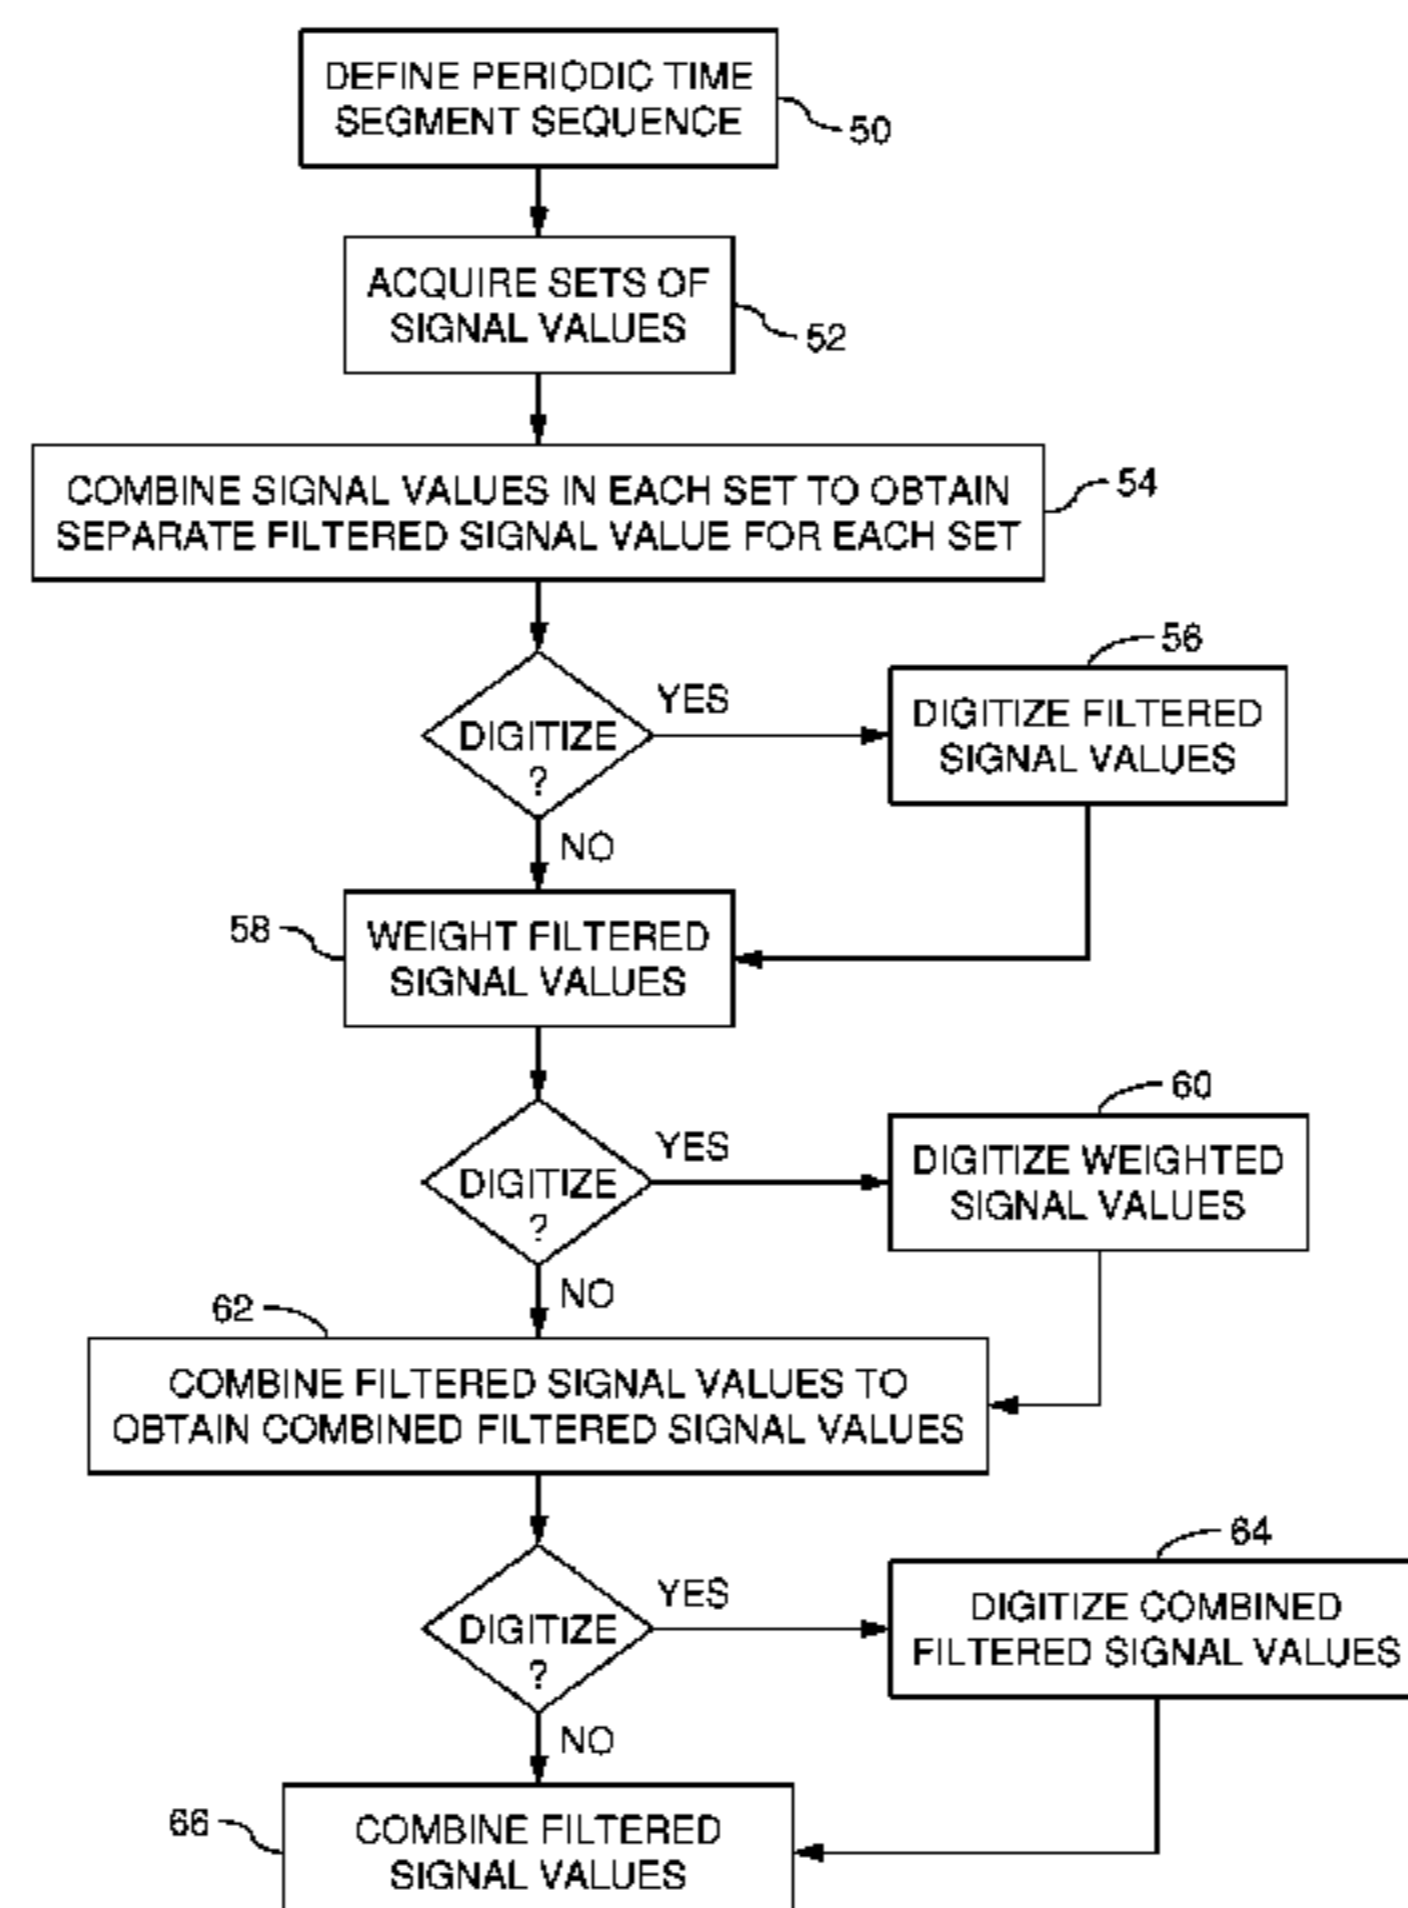 DEFINE PERIODIC TIME
SEGMENT SEQUENCE
50
ACQUIRE SETS OF
SIGNAL VALUES
52
COMBINE SIGNAL VALUES IN EACH SET TO OBTAIN
SEPARATE FILTERED SIGNAL VALUE FOR EACH SET
54
DIGITIZE
?
YES
56
DIGITIZE FILTERED
SIGNAL VALUES
NO
58
WEIGHT FILTERED
SIGNAL VALUES
DIGITIZE
?
YES
60
DIGITIZE WEIGHTED
SIGNAL VALUES
NO
62
COMBINE FILTERED SIGNAL VALUES TO
OBTAIN COMBINED FILTERED SIGNAL VALUES
DIGITIZE
?
YES
64
DIGITIZE COMBINED
FILTERED SIGNAL VALUES
NO
66
COMBINE FILTERED
SIGNAL VALUES